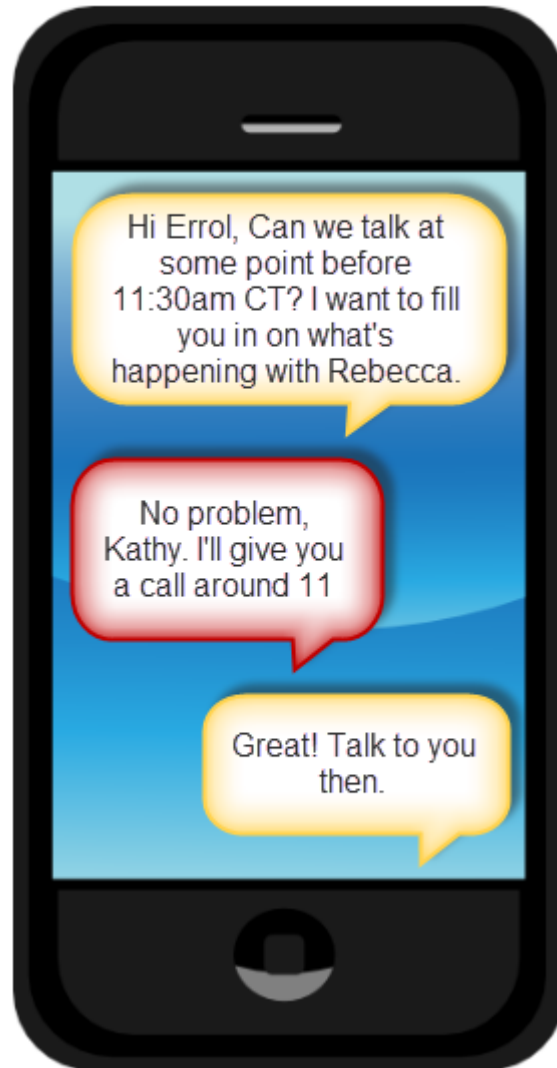 Hi Errol, Can we talk at
some point before
11:30am CT? I want to fill
you in on what's
happening with Rebecca.
No problem,
Kathy. I'll give you
a call around 11
Great! Talk to you
then.